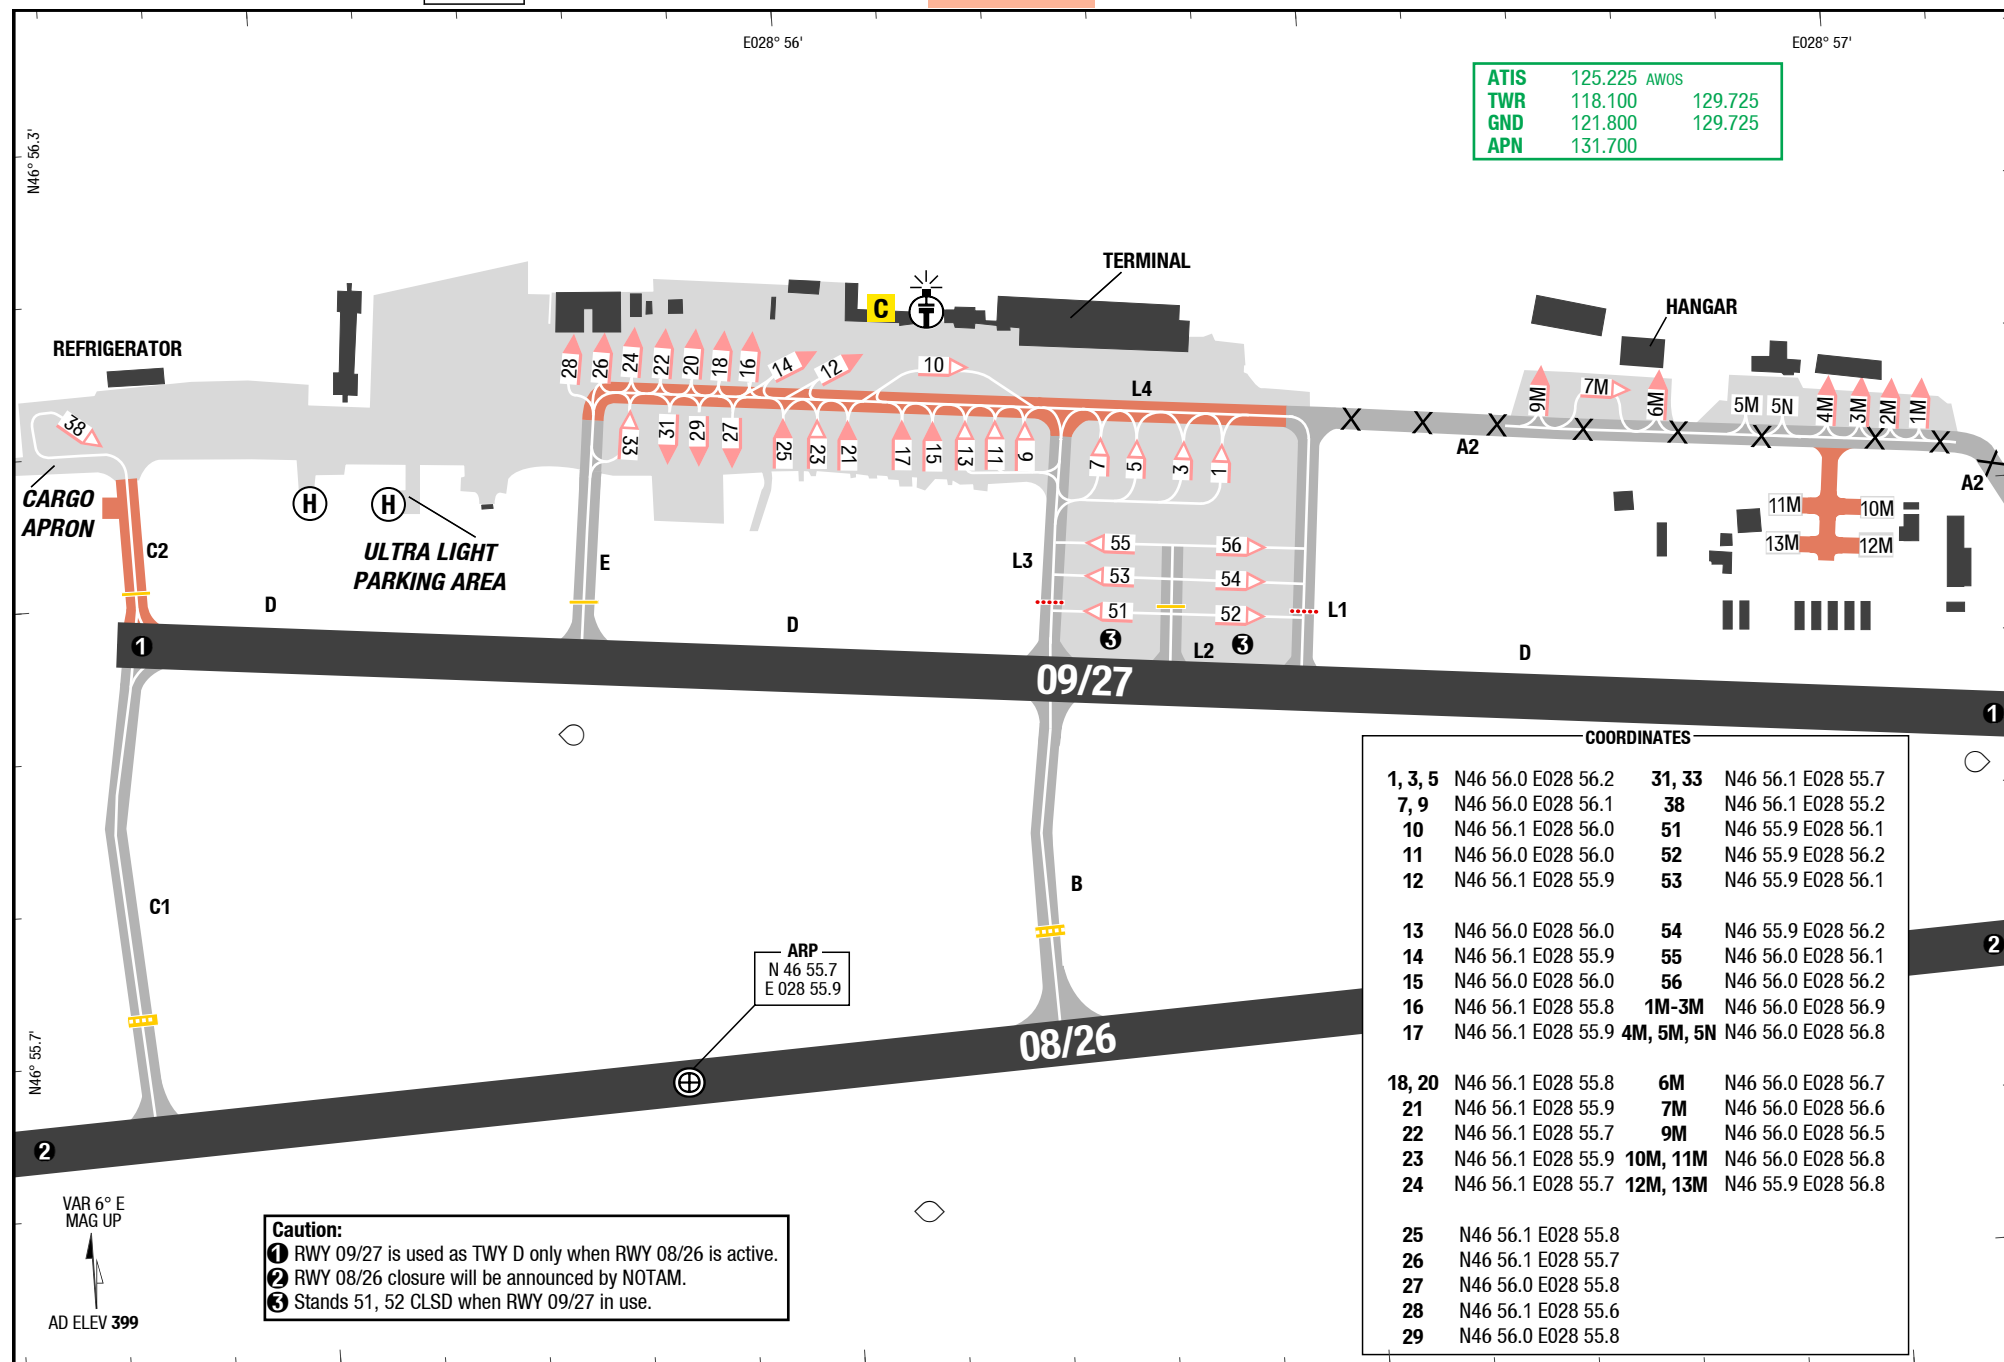 E028° 56'
E028° 57'
ATIS 125.225 AWOS
TWR 118.100 129.725
GND 121.800 129.725
APN 131.700
N46° 56.3'
TERMINAL
C
HANGAR
REFRIGERATOR
28 26 24 22 20 18 16 14 12 10
L4
9M 7M 6M 5M 5N 4M 3M 2M 1M
38
33 31 29 27 25 23 21 17 15 13 11 9 7 5 3 1
A2
A2
CARGO
APRON
H
H
11M 10M
13M 12M
C2
ULTRA LIGHT
PARKING AREA
E
L3
55 56
53 54
51 52
L1
D
D
3
3
L2
D
1
09/27
1
COORDINATES
1, 3, 5 N46 56.0 E028 56.2 31, 33 N46 56.1 E028 55.7
7, 9 N46 56.0 E028 56.1 38 N46 56.1 E028 55.2
10 N46 56.1 E028 56.0 51 N46 55.9 E028 56.1
11 N46 56.0 E028 56.0 52 N46 55.9 E028 56.2
12 N46 56.1 E028 55.9 53 N46 55.9 E028 56.1
13 N46 56.0 E028 56.0 54 N46 55.9 E028 56.2
14 N46 56.1 E028 55.9 55 N46 56.0 E028 56.1
15 N46 56.0 E028 56.0 56 N46 56.0 E028 56.2
16 N46 56.1 E028 55.8 1M-3M N46 56.0 E028 56.9
17 N46 56.1 E028 55.9 4M, 5M, 5N N46 56.0 E028 56.8
18, 20 N46 56.1 E028 55.8 6M N46 56.0 E028 56.7
21 N46 56.1 E028 55.9 7M N46 56.0 E028 56.6
22 N46 56.1 E028 55.7 9M N46 56.0 E028 56.5
23 N46 56.1 E028 55.9 10M, 11M N46 56.0 E028 56.8
24 N46 56.1 E028 55.7 12M, 13M N46 55.9 E028 56.8
25 N46 56.1 E028 55.8
26 N46 56.1 E028 55.7
27 N46 56.0 E028 55.8
28 N46 56.1 E028 55.6
29 N46 56.0 E028 55.8
C1
B
ARP
N 46 55.7
E 028 55.9
2
N46° 55.7'
08/26
2
VAR 6° E
MAG UP
AD ELEV 399
Caution:
1 RWY 09/27 is used as TWY D only when RWY 08/26 is active.
2 RWY 08/26 closure will be announced by NOTAM.
3 Stands 51, 52 CLSD when RWY 09/27 in use.